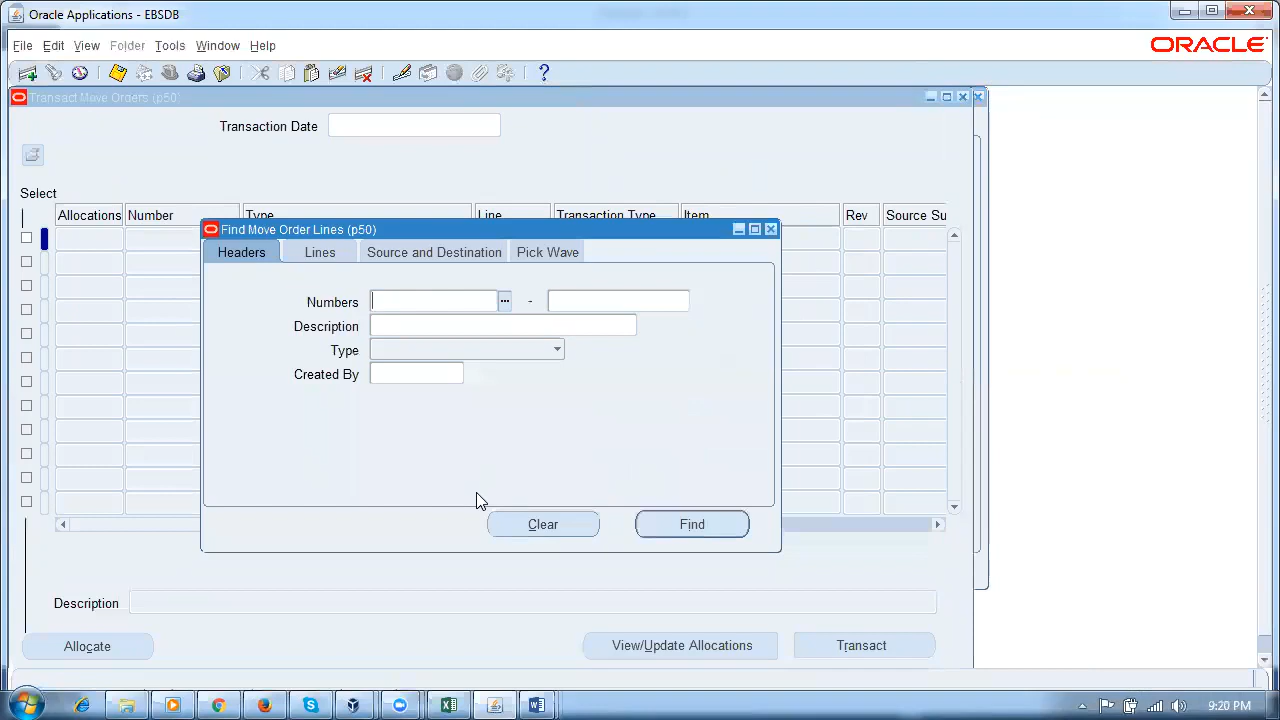 Oracle Applications - EBSDB
File Edit View Folder Tools Window Help
ORACLE
Transact Move Orders (p50)
Transaction Date
Select
Allocations Number Type Line Transaction Type Item Rev Source Su
Find Move Order Lines (p50)
Headers Lines Source and Destination Pick Wave
Numbers -
Description
Type
Created By
Clear Find
Description
Allocate View/Update Allocations Transact
9:20 PM